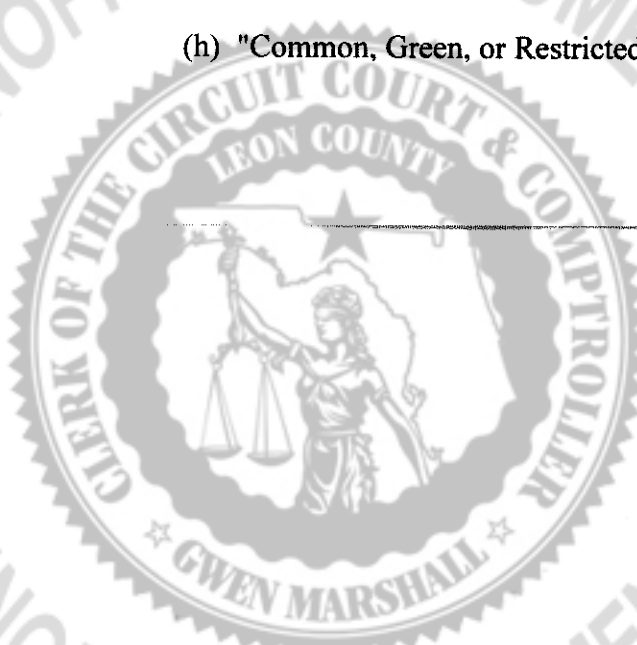 (h) "Common, Green, or Restricted
CLERK OF THE CIRCUIT COURT & COMPTROLLER
LEON COUNTY
GWEN MARSHALL